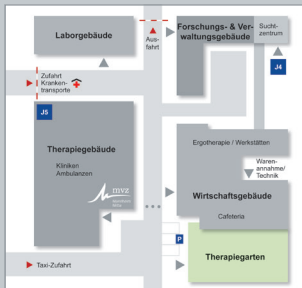 Laborgebäude
Aus-
fahrt
Forschungs- & Ver-
waltungsgebäude
Sucht-
zentrum
J4
Zufahrt
Kranken-
transporte
J5
Therapiegebäude
Kliniken
Ambulanzen
mvz
Ergotherapie / Werkstätten
Waren-
annahme/
Technik
Wirtschaftsgebäude
Cafeteria
P
Therapiegarten
Taxi-Zufahrt